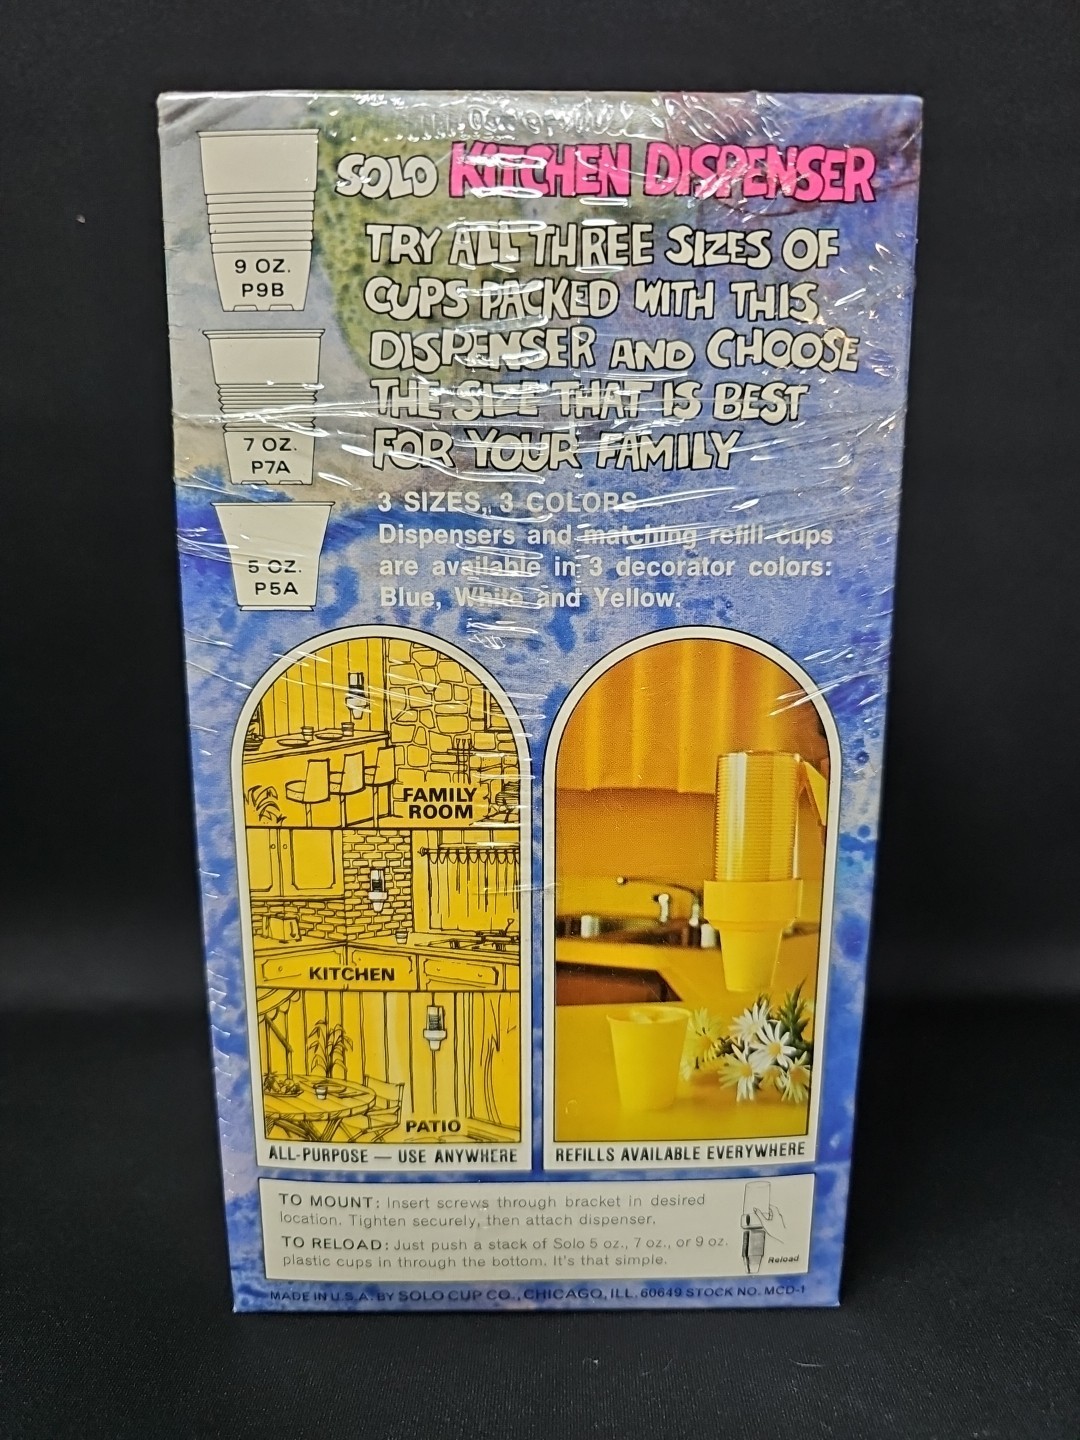 SOLO KITCHEN DISPENSER
TRY ALL THREE SIZES OF
CUPS PACKED WITH THIS
DISPENSER AND CHOOSE
THE SIZE THAT IS BEST
FOR YOUR FAMILY
9 OZ.
P9B
7 OZ.
P7A
5 OZ.
P5A
3 SIZES, 3 COLORS
Dispensers and matching refill cups
are available in 3 decorator colors:
Blue, White and Yellow.
FAMILY
ROOM
KITCHEN
PATIO
ALL-PURPOSE — USE ANYWHERE
REFILLS AVAILABLE EVERYWHERE
TO MOUNT: Insert screws through bracket in desired
location. Tighten securely, then attach dispenser.
TO RELOAD: Just push a stack of Solo 5 oz., 7 oz., or 9 oz.
plastic cups in through the bottom. It's that simple.
Reload
MADE IN U.S.A. BY SOLO CUP CO., CHICAGO, ILL. 60649 STOCK NO. MCD-1